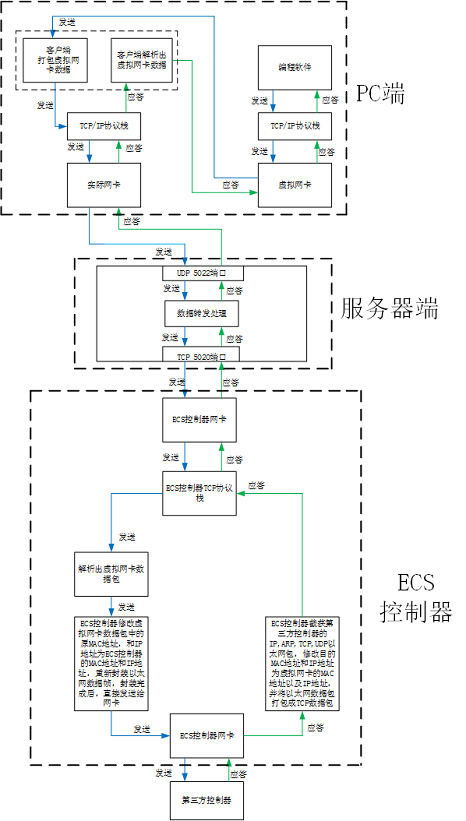 发送
客户端
打包虚拟网
卡数据
客户端解析出
虚拟网卡数据
编程软件
PC端
发送
应答
发送
应答
TCP/IP协议栈
TCP/IP协议栈
发送
应答
发送
应答
实际网卡
应答
虚拟网卡
发送
应答
发送
UDP 5022端口
发送
应答
数据转发处理
服务器端
发送
应答
TCP 5020端口
发送
应答
ECS控制器网卡
发送
应答
ECS控制器TCP协议
栈
应答
发送
解析出虚拟网卡数
据包
发送
ECS
控制器
ECS控制器修改虚
拟网卡数据包中的
原MAC地址，和IP
地址为ECS控制器
的MAC地址和IP地
址，重新封装以太
网数据帧，封装完
成后，直接发送给
网卡
ECS控制器截获第
三方控制器的
IP,ARP,TCP,UDP以
太网包，修改目的
MAC地址和IP地址
为虚拟网卡的MAC
地址以及IP地址，
并将以太网数据包
打包成TCP数据包
发送
应答
ECS控制器网卡
发送
应答
第三方控制器